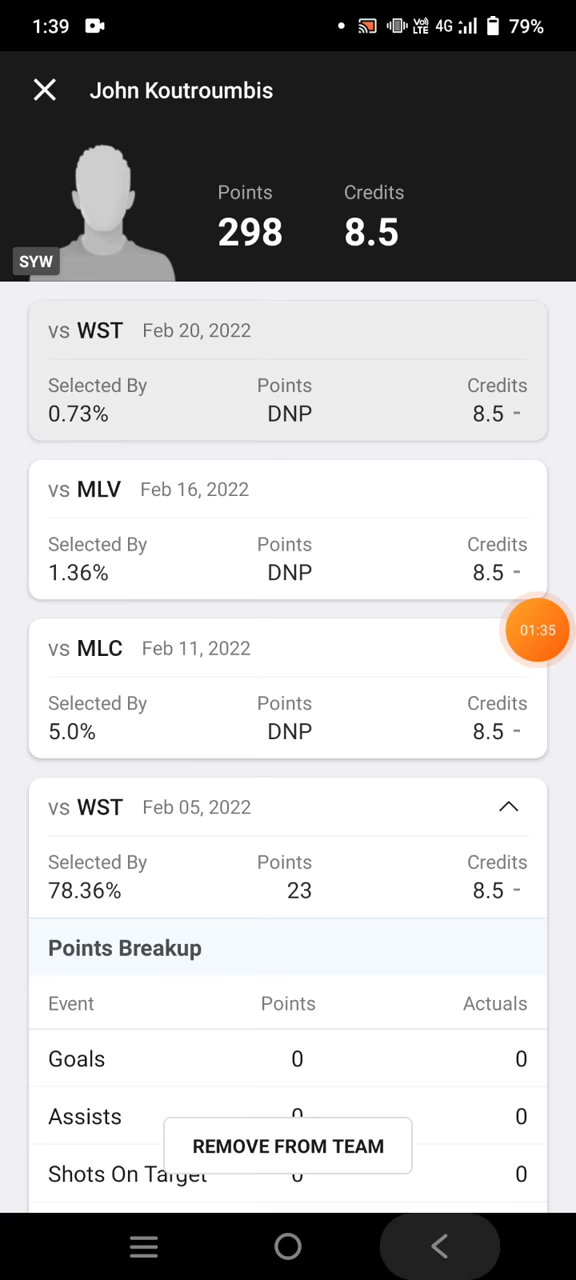 1:39 VoLTE 4G 79%
John Koutroumbis
Points Credits
298 8.5
SYW
vs WST Feb 20, 2022
Selected By Points Credits
0.73% DNP 8.5 -
vs MLV Feb 16, 2022
Selected By Points Credits
1.36% DNP 8.5 -
01:35
vs MLC Feb 11, 2022
Selected By Points Credits
5.0% DNP 8.5 -
vs WST Feb 05, 2022
Selected By Points Credits
78.36% 23 8.5 -
Points Breakup
Event Points Actuals
Goals 0 0
Assists 0 0
REMOVE FROM TEAM
Shots On Target 0 0